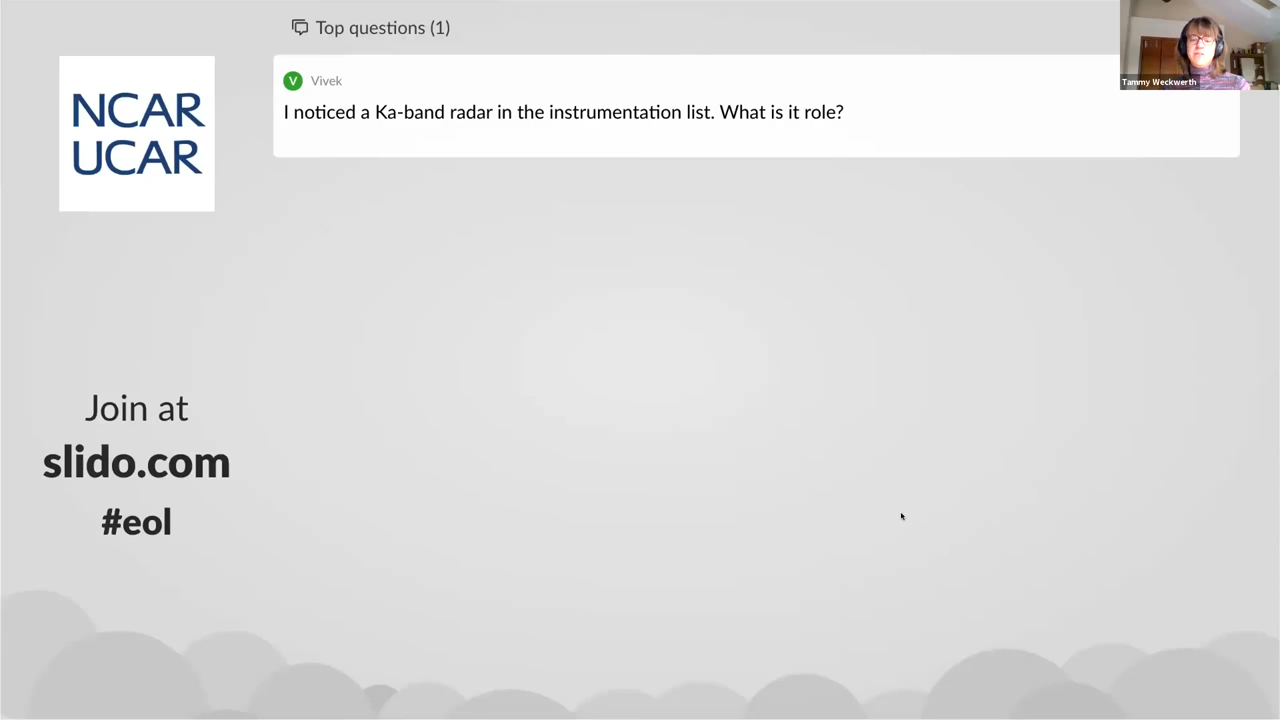 Top questions (1)
NCAR
UCAR
V Vivek
I noticed a Ka-band radar in the instrumentation list. What is it role?
Tammy Weckwerth
Join at
slido.com
#eol